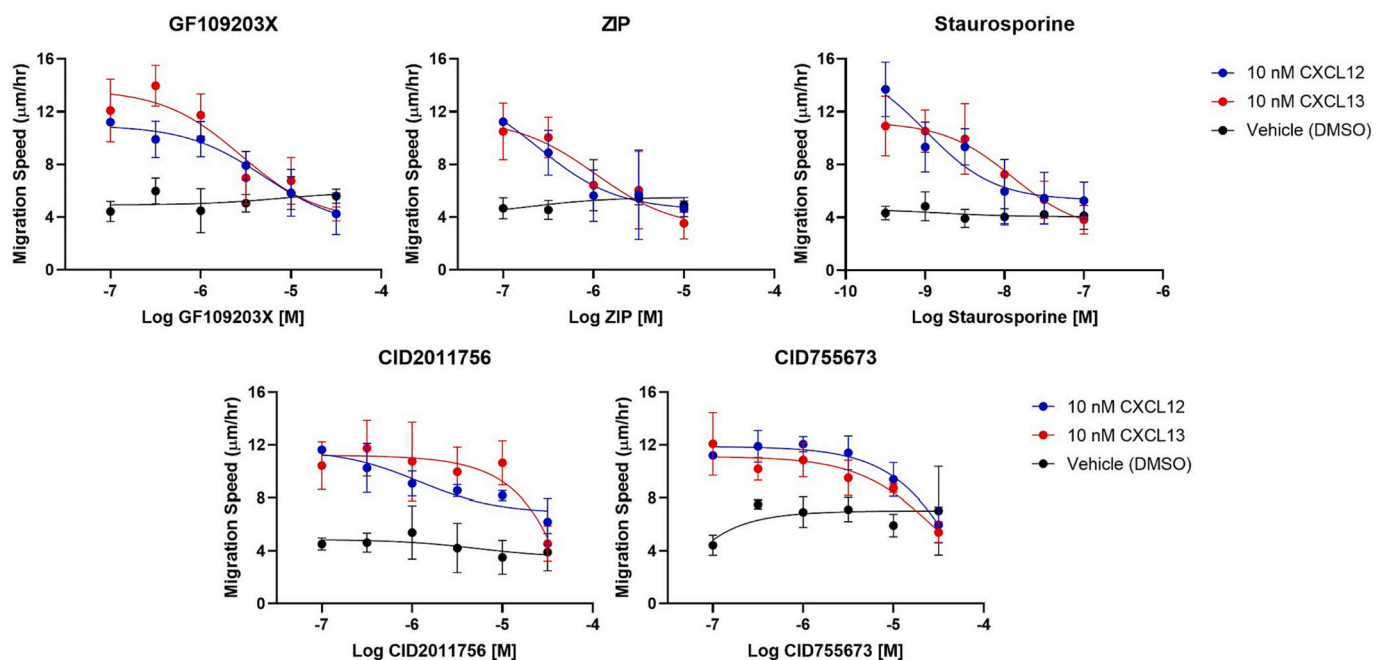 GF109203X
ZIP
Staurosporine
Migration Speed (μm/hr)
16
12
8
4
0
-7
-6
-5
-4
Log GF109203X [M]
Migration Speed (μm/hr)
16
12
8
4
0
-7
-6
-5
-4
Log ZIP [M]
Migration Speed (μm/hr)
16
12
8
4
0
-10
-9
-8
-7
-6
Log Staurosporine [M]
10 nM CXCL12
10 nM CXCL13
Vehicle (DMSO)
CID2011756
CID755673
Migration Speed (μm/hr)
16
12
8
4
0
-7
-6
-5
-4
Log CID2011756 [M]
Migration Speed (μm/hr)
16
12
8
4
0
-7
-6
-5
-4
Log CID755673 [M]
10 nM CXCL12
10 nM CXCL13
Vehicle (DMSO)